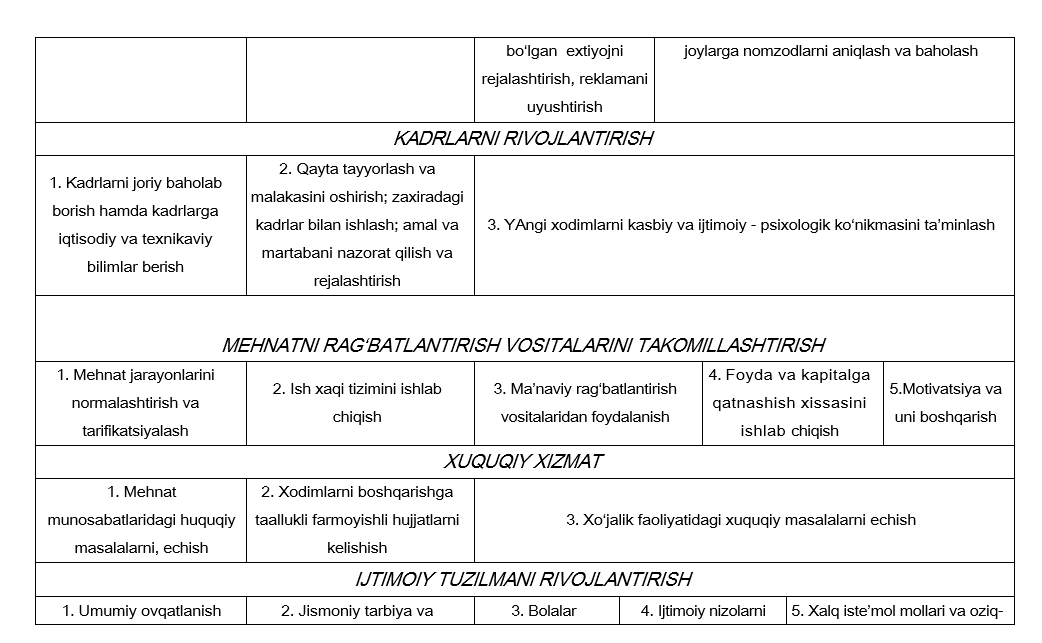 bo‘lgan extiyojni
rejalashtirish, reklamani
uyushtirish
joylarga nomzodlarni aniqlash va baholash
KADRLARNI RIVOJLANTIRISH
1. Kadrlarni joriy baholab
borish hamda kadrlarga
iqtisodiy va texnikaviy
bilimlar berish
2. Qayta tayyorlash va
malakasini oshirish; zaxiradagi
kadrlar bilan ishlash; amal va
martabani nazorat qilish va
rejalashtirish
3. YAngi xodimlarni kasbiy va ijtimoiy - psixologik ko‘nikmasini ta’minlash
MEHNATNI RAG‘BATLANTIRISH VOSITALARINI TAKOMILLASHTIRISH
1. Mehnat jarayonlarini
normalashtirish va
tarifikatsiyalash
2. Ish xaqi tizimini ishlab
chiqish
3. Ma’naviy rag‘batlantirish
vositalaridan foydalanish
4. Foyda va kapitalga
qatnashish xissasini
ishlab chiqish
5.Motivatsiya va
uni boshqarish
XUQUQIY XIZMAT
1. Mehnat
munosabatlaridagi huquqiy
masalalarni, echish
2. Xodimlarni boshqarishga
taallukli farmoyishli hujjatlarni
kelishish
3. Xo‘jalik faoliyatidagi xuquqiy masalalarni echish
IJTIMOIY TUZILMANI RIVOJLANTIRISH
1. Umumiy ovqatlanish
2. Jismoniy tarbiya va
3. Bolalar
4. Ijtimoiy nizolarni
5. Xalq iste’mol mollari va oziq-